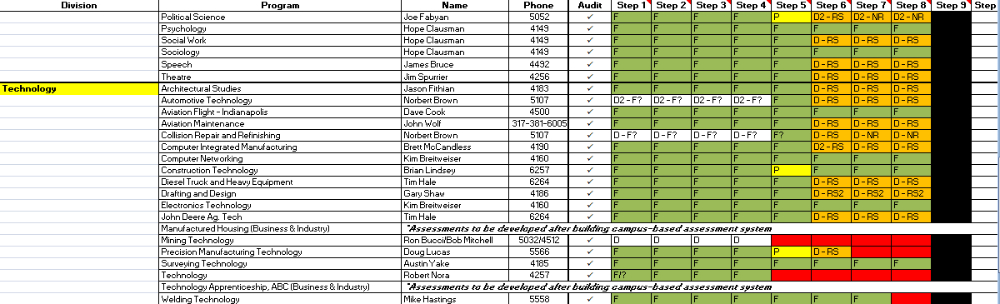 Division Program Name Phone Audit Step 1 Step 2 Step 3 Step 4 Step 5 Step 6 Step 7 Step 8 Step 9 Step
Political Science Joe Fabyan 5052 ✓ F F F F P D2 - RS D2 - NR D2 - NR
Psychology Hope Clausman 4149 ✓ F F F F F F F F
Social Work Hope Clausman 4149 ✓ F F F F F D - RS D - RS D - RS
Sociology Hope Clausman 4149 ✓ F F F F F F F F
Speech James Bruce 4492 ✓ F F F F F D - RS D - RS D - RS
Theatre Jim Spurrier 4256 ✓ F F F F F D - RS D - RS D - RS
Technology Architectural Studies Jason Fithian 4183 ✓ F F F F F D - RS D - RS D - RS
Automotive Technology Norbert Brown 5107 ✓ D2 - F? D2 - F? D2 - F? D2 - F? F D - RS D - RS D - RS
Aviation Flight - Indianapolis Dave Cook 4500 ✓ F F F F F F F F
Aviation Maintenance John Wolf 317-381-6005 ✓ F F F F F D - RS D - RS D - RS
Collision Repair and Refinishing Norbert Brown 5107 ✓ D - F? D - F? D - F? D - F? F? D - RS D - NR D - NR
Computer Integrated Manufacturing Brett McCandless 4190 ✓ F F F F F D2 - RS D - RS D - RS
Computer Networking Kim Breitweiser 4160 ✓ F F F F F F F F
Construction Technology Brian Lindsey 6257 ✓ F F F F P F F F
Diesel Truck and Heavy Equipment Tim Hale 6264 ✓ F F F F F D - RS D - RS D - RS
Drafting and Design Gary Shaw 4186 ✓ F F F F F D - RS2 D - RS2 D - RS2
Electronics Technology Kim Breitweiser 4160 ✓ F F F F F F F F
John Deere Ag. Tech Tim Hale 6264 ✓ F F F F F D - RS D - RS D - RS
Manufactured Housing (Business & Industry) *Assessments to be developed after building campus-based assessment system
Mining Technology Ron Bucci/Bob Mitchell 5032/4512 ✓ D D D D
Precision Manufacturing Technology Doug Lucas 5566 ✓ F F F F P D - RS
Surveying Technology Austin Yake 4185 ✓ F F F F F F F F
Technology Robert Nora 4257 ✓ F/? F F F
Technology Apprenticeship, ABC (Business & Industry) *Assessments to be developed after building campus-based assessment system
Welding Technology Mike Hastings 5558 ✓ F F F F F F F